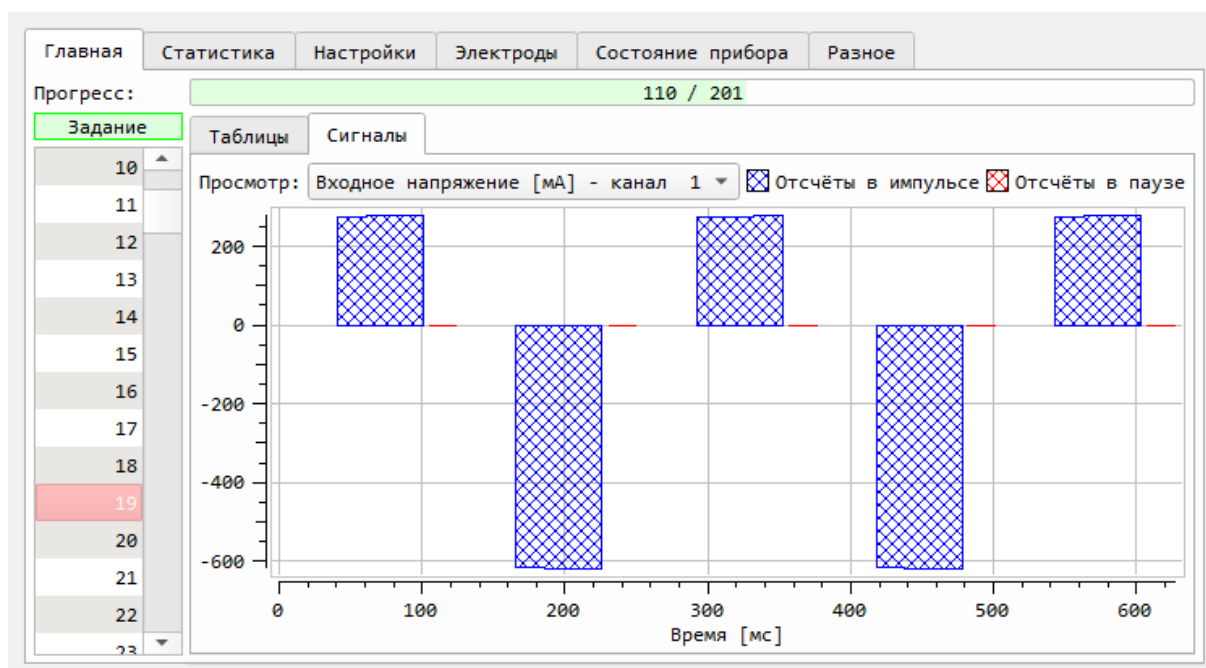 Главная Статистика Настройки Электроды Состояние прибора Разное
Прогресс: 110 / 201
Задание
Таблицы Сигналы
10
11
12
13
14
15
16
17
18
19
20
21
22
23
Просмотр: Входное напряжение [мА] - канал 1 Отсчёты в импульсе Отсчёты в паузе
200
0
-200
-400
-600
0 100 200 300 400 500 600
Время [мс]